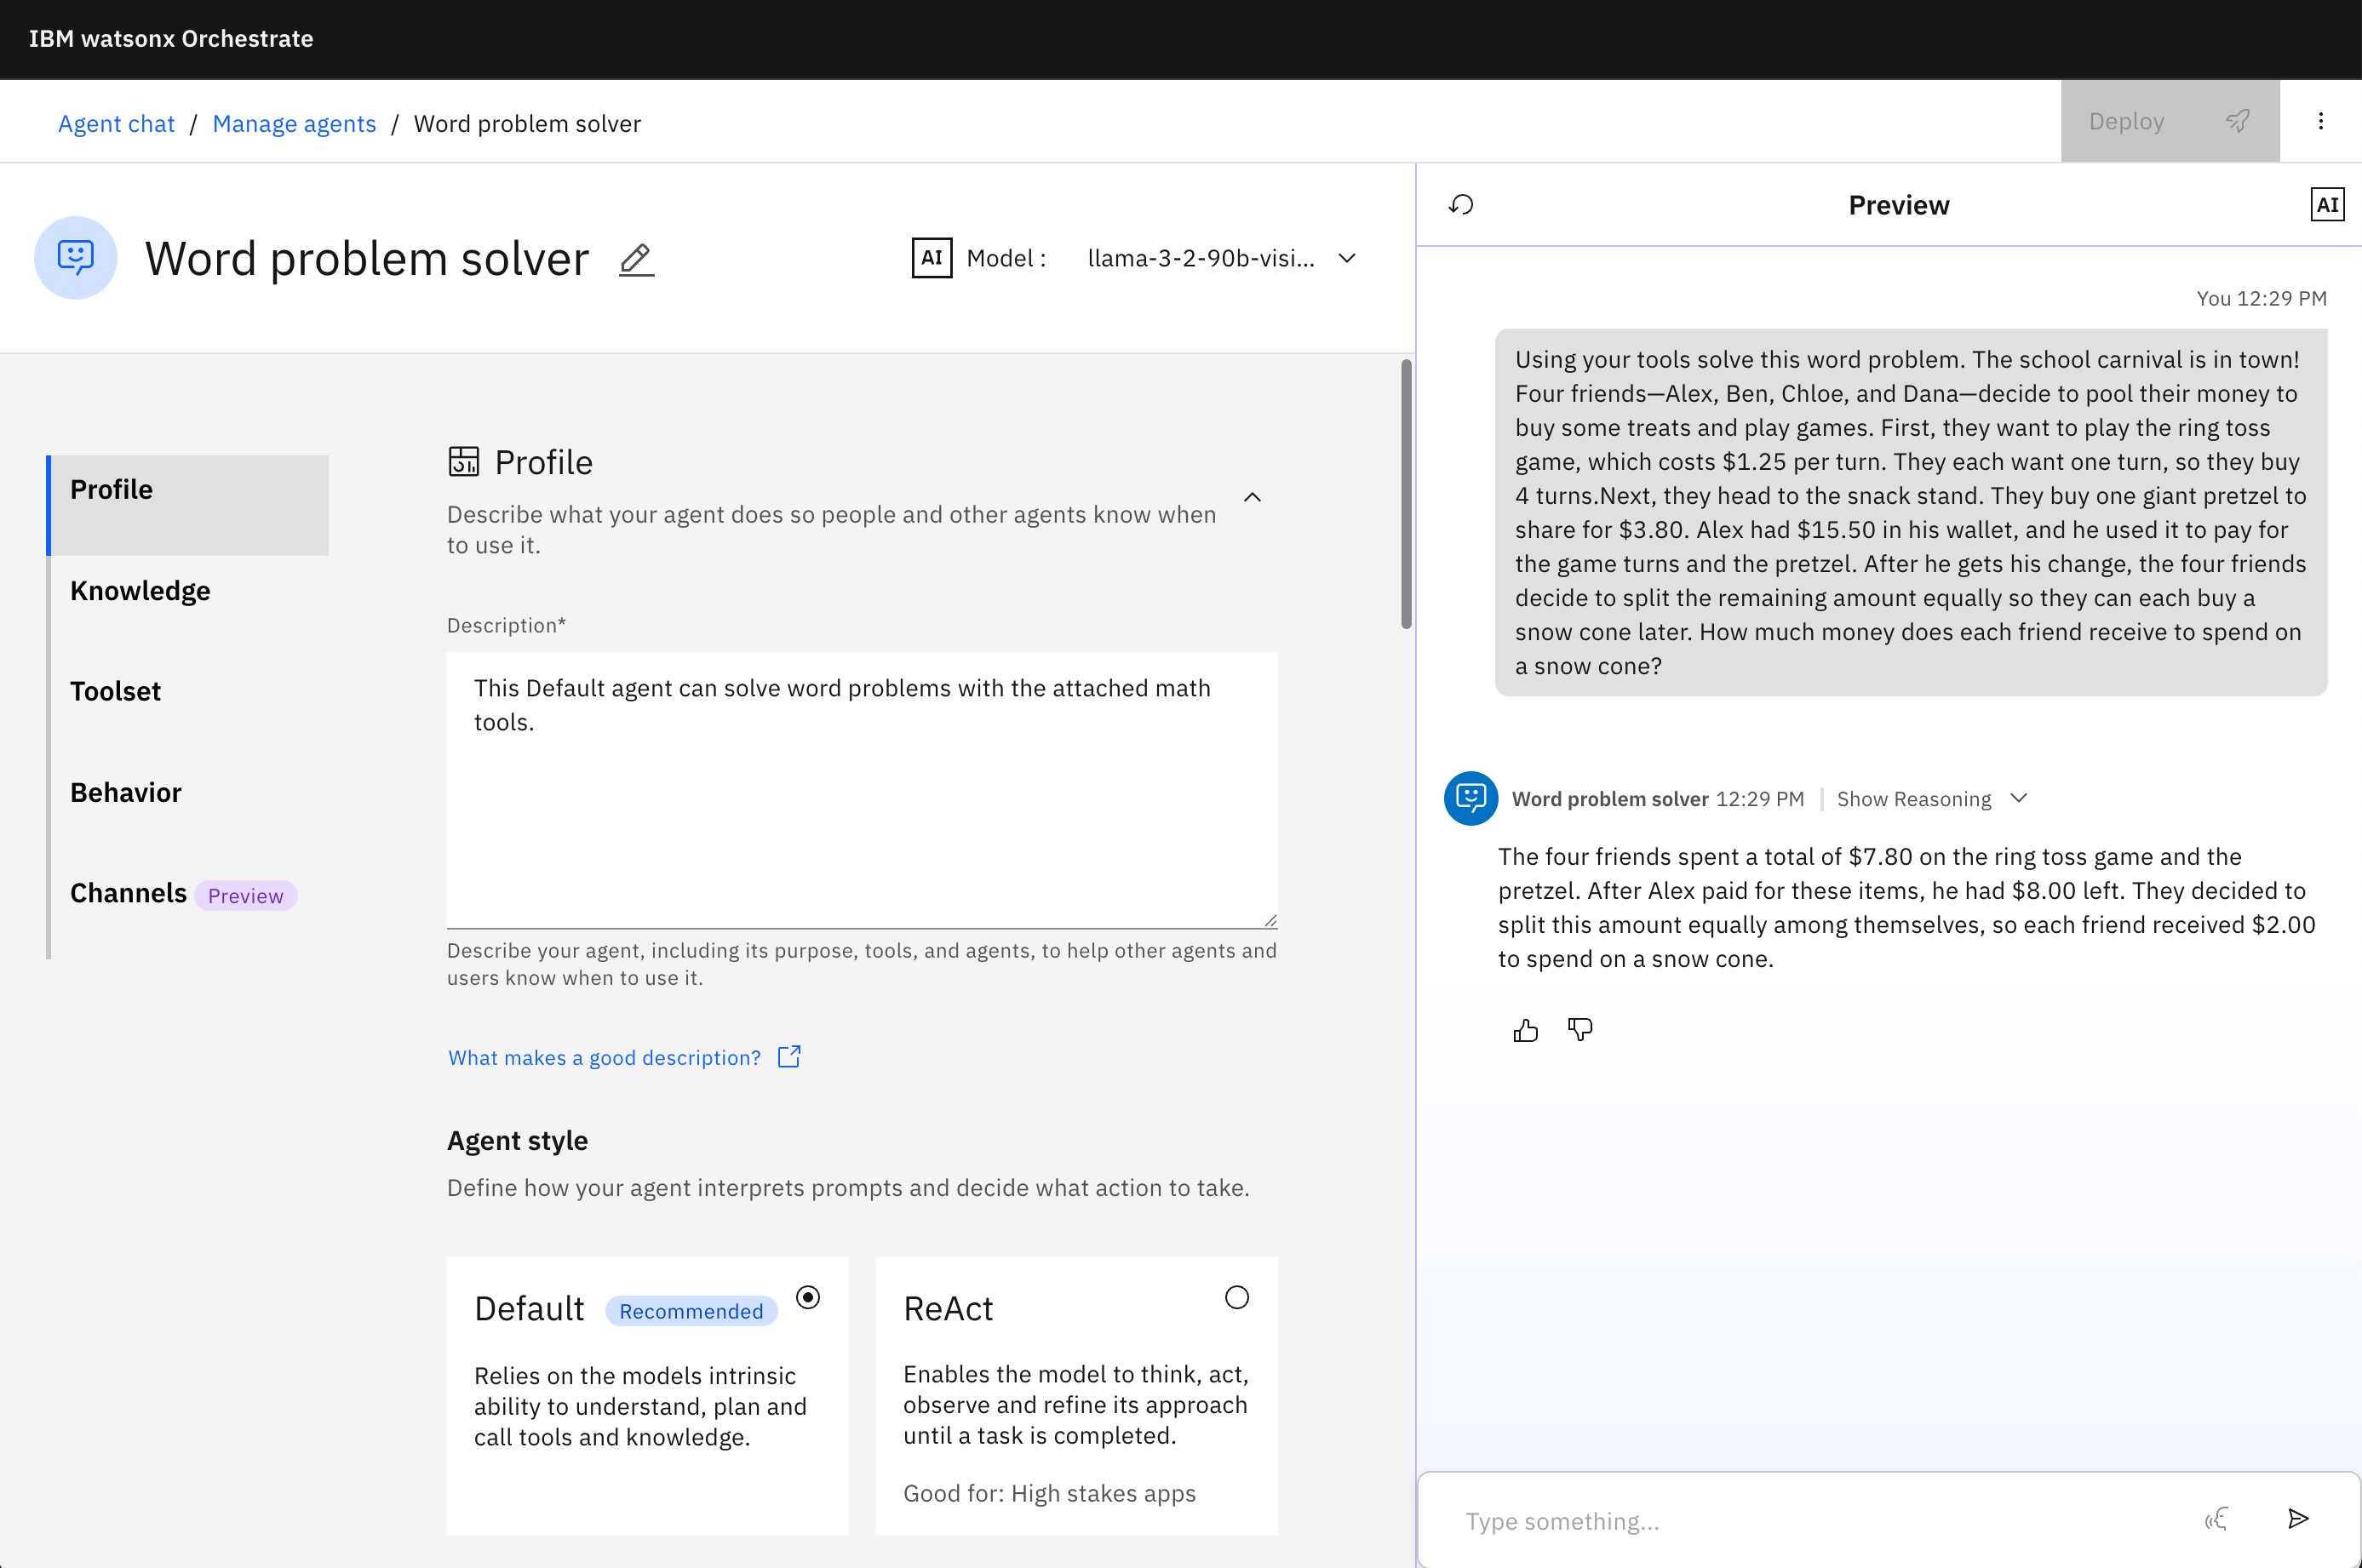 IBM watsonx Orchestrate
Agent chat / Manage agents / Word problem solver
Deploy
Word problem solver
AI Model : llama-3-2-90b-visi...
Profile
Knowledge
Toolset
Behavior
Channels Preview
Profile
Describe what your agent does so people and other agents know when
to use it.
Description*
This Default agent can solve word problems with the attached math
tools.
Describe your agent, including its purpose, tools, and agents, to help other agents and
users know when to use it.
What makes a good description?
Agent style
Define how your agent interprets prompts and decide what action to take.
Default Recommended
Relies on the models intrinsic
ability to understand, plan and
call tools and knowledge.
ReAct
Enables the model to think, act,
observe and refine its approach
until a task is completed.
Good for: High stakes apps
Preview
AI
You 12:29 PM
Using your tools solve this word problem. The school carnival is in town!
Four friends—Alex, Ben, Chloe, and Dana—decide to pool their money to
buy some treats and play games. First, they want to play the ring toss
game, which costs $1.25 per turn. They each want one turn, so they buy
4 turns.Next, they head to the snack stand. They buy one giant pretzel to
share for $3.80. Alex had $15.50 in his wallet, and he used it to pay for
the game turns and the pretzel. After he gets his change, the four friends
decide to split the remaining amount equally so they can each buy a
snow cone later. How much money does each friend receive to spend on
a snow cone?
Word problem solver 12:29 PM Show Reasoning
The four friends spent a total of $7.80 on the ring toss game and the
pretzel. After Alex paid for these items, he had $8.00 left. They decided to
split this amount equally among themselves, so each friend received $2.00
to spend on a snow cone.
Type something...